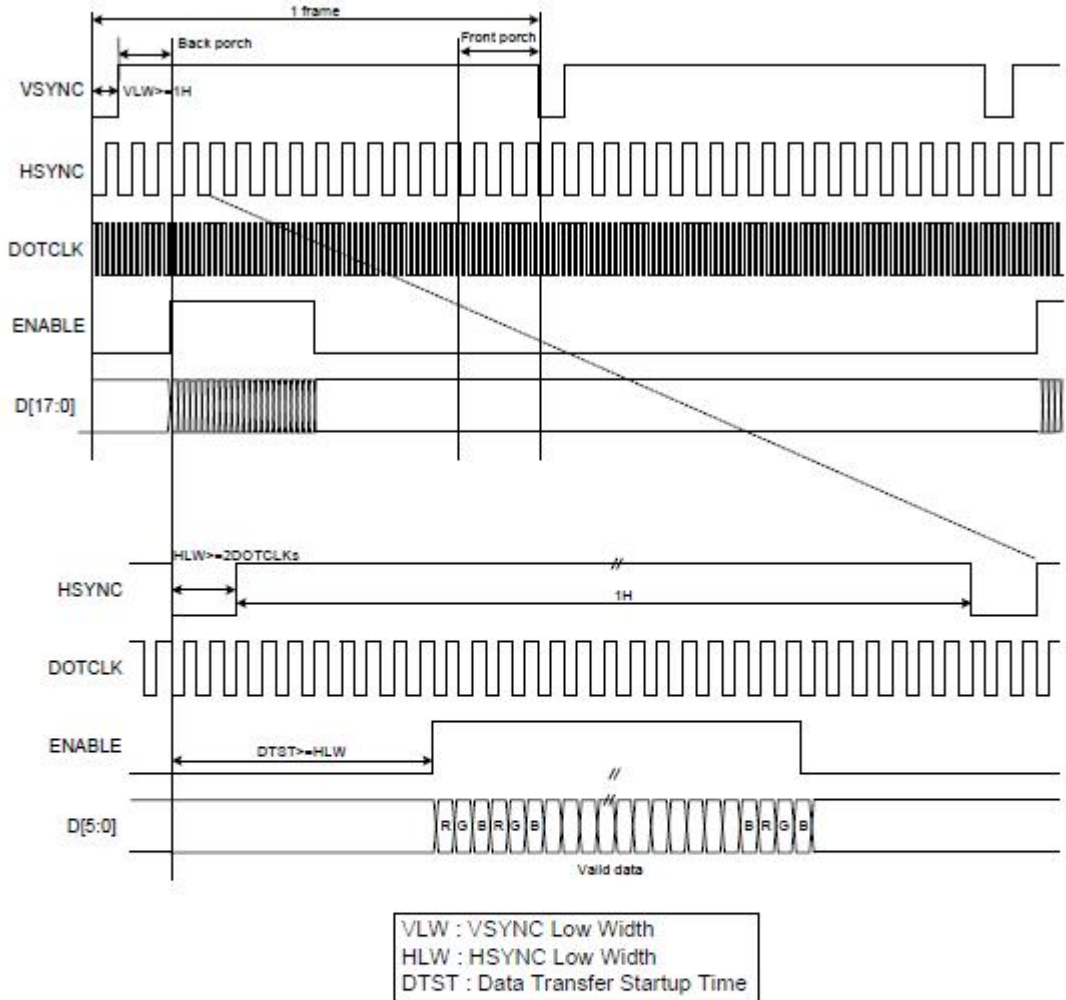 1 frame
Back porch
Front porch
VSYNC
VLW>=1H
HSYNC
DOTCLK
ENABLE
D[17:0]
HLW>=2DOTCLKs
//
HSYNC
1H
DOTCLK
ENABLE
DTST>=HLW
//
//
D[5:0]
R G B R G B B R G B
Valid data
VLW : VSYNC Low Width
HLW : HSYNC Low Width
DTST : Data Transfer Startup Time